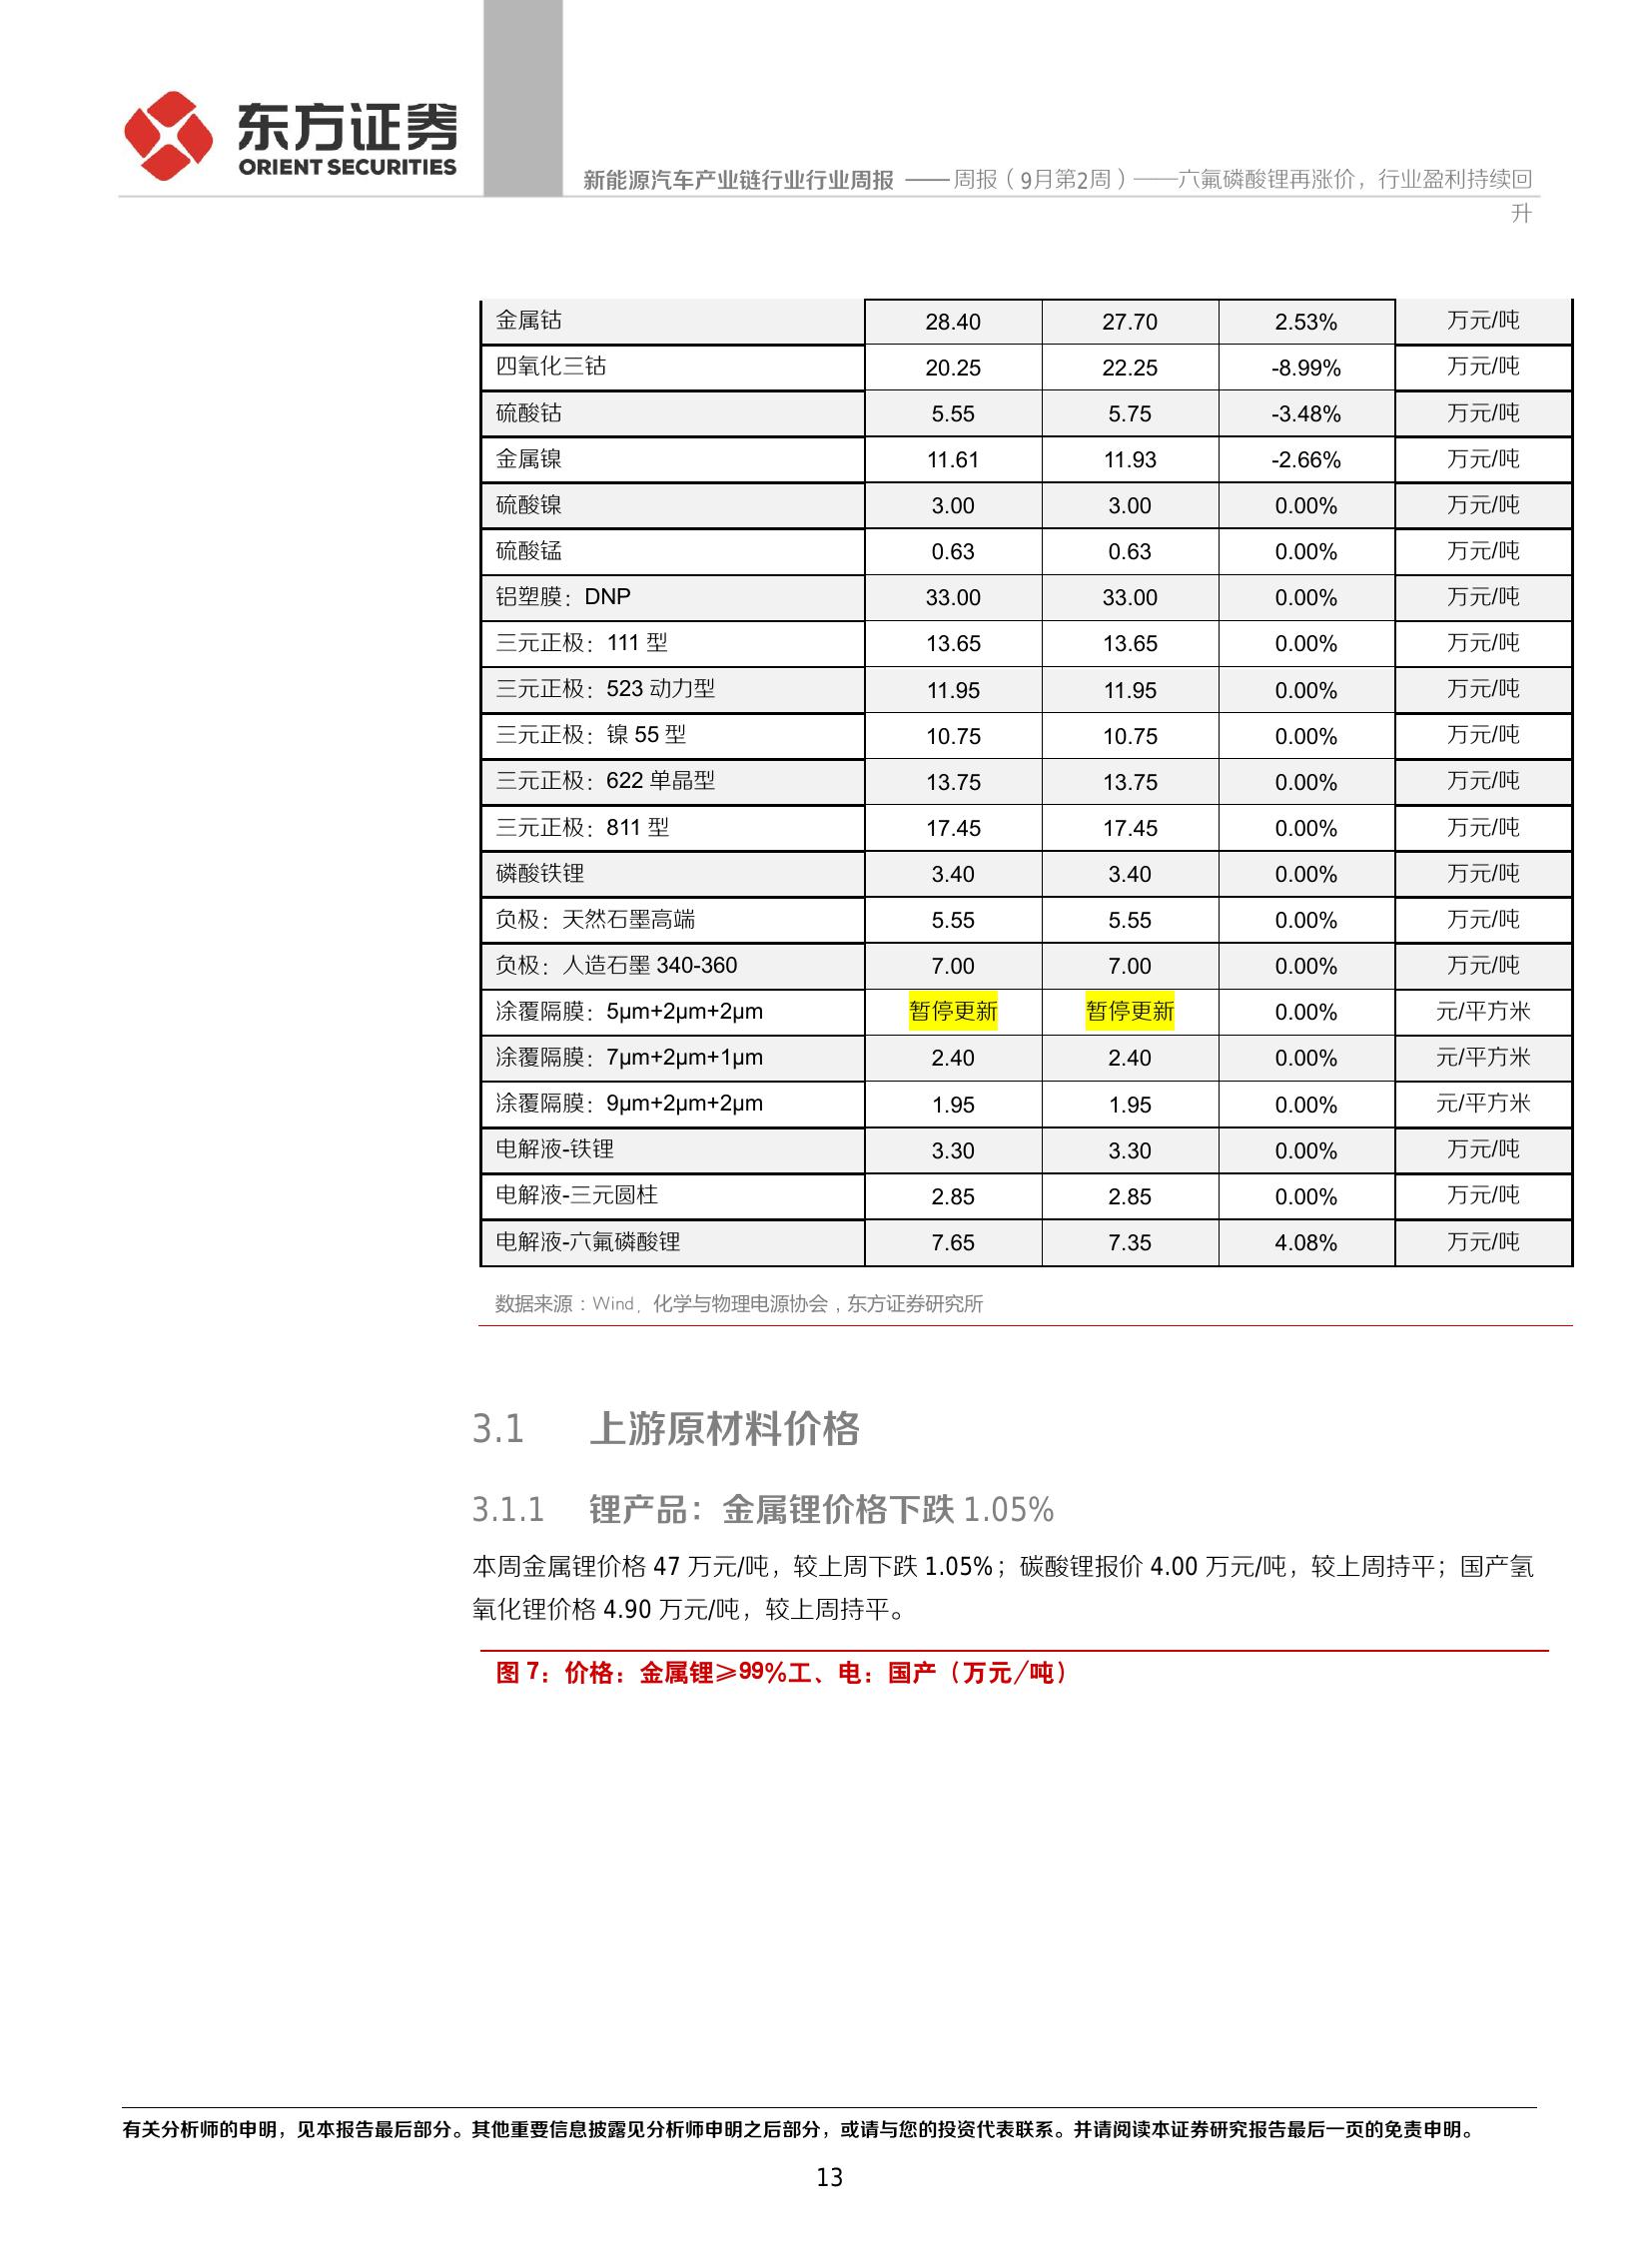 东方证券
ORIENT SECURITIES
新能源汽车产业链行业行业周报 —— 周报（9月第2周）——六氟磷酸锂再涨价，行业盈利持续回
升
金属钴 28.40 27.70 2.53% 万元/吨
四氧化三钴 20.25 22.25 -8.99% 万元/吨
硫酸钴 5.55 5.75 -3.48% 万元/吨
金属镍 11.61 11.93 -2.66% 万元/吨
硫酸镍 3.00 3.00 0.00% 万元/吨
硫酸锰 0.63 0.63 0.00% 万元/吨
铝塑膜：DNP 33.00 33.00 0.00% 万元/吨
三元正极：111 型 13.65 13.65 0.00% 万元/吨
三元正极：523 动力型 11.95 11.95 0.00% 万元/吨
三元正极：镍 55 型 10.75 10.75 0.00% 万元/吨
三元正极：622 单晶型 13.75 13.75 0.00% 万元/吨
三元正极：811 型 17.45 17.45 0.00% 万元/吨
磷酸铁锂 3.40 3.40 0.00% 万元/吨
负极：天然石墨高端 5.55 5.55 0.00% 万元/吨
负极：人造石墨 340-360 7.00 7.00 0.00% 万元/吨
涂覆隔膜：5μm+2μm+2μm 暂停更新 暂停更新 0.00% 元/平方米
涂覆隔膜：7μm+2μm+1μm 2.40 2.40 0.00% 元/平方米
涂覆隔膜：9μm+2μm+2μm 1.95 1.95 0.00% 元/平方米
电解液-铁锂 3.30 3.30 0.00% 万元/吨
电解液-三元圆柱 2.85 2.85 0.00% 万元/吨
电解液-六氟磷酸锂 7.65 7.35 4.08% 万元/吨
数据来源：Wind，化学与物理电源协会，东方证券研究所
3.1 上游原材料价格
3.1.1 锂产品：金属锂价格下跌 1.05%
本周金属锂价格 47 万元/吨，较上周下跌 1.05%；碳酸锂报价 4.00 万元/吨，较上周持平；国产氢
氧化锂价格 4.90 万元/吨，较上周持平。
图 7：价格：金属锂≥99%工、电：国产（万元/吨）
有关分析师的申明，见本报告最后部分。其他重要信息披露见分析师申明之后部分，或请与您的投资代表联系。并请阅读本证券研究报告最后一页的免责申明。
13